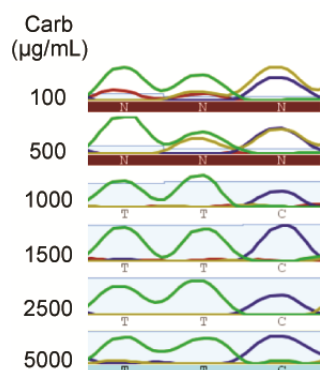 Carb
(µg/mL)
100
N N N
500
N N N
1000
T T C
1500
T T C
2500
T T C
5000
T T C